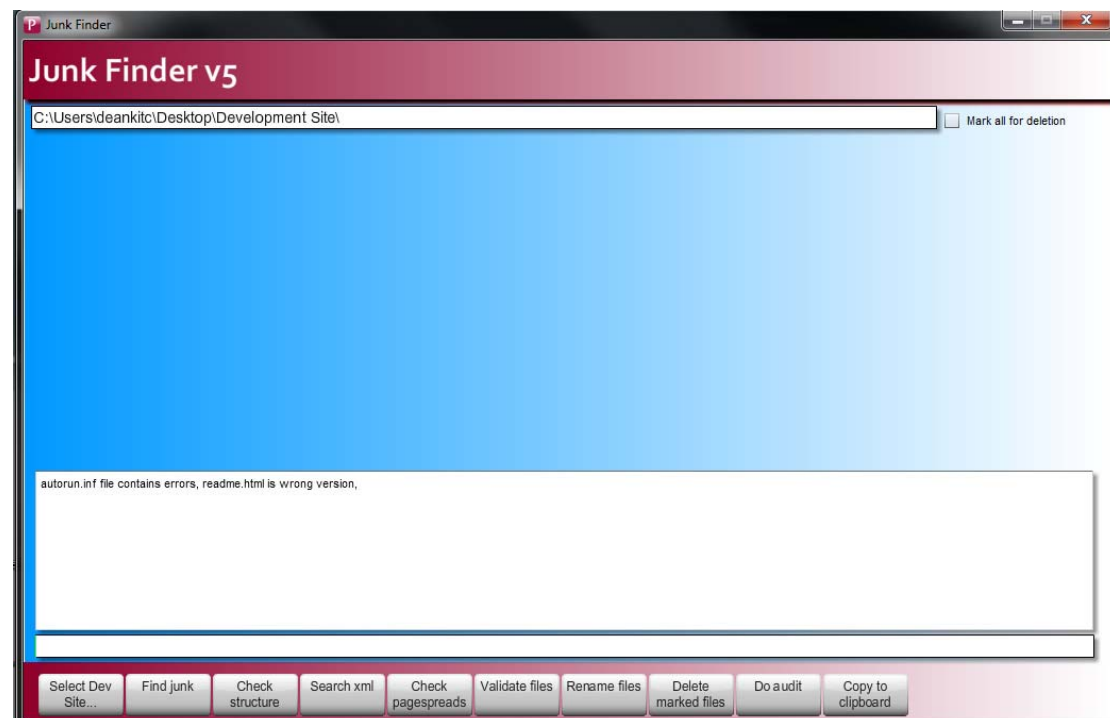 P Junk Finder
Junk Finder v5
C:\Users\deankitc\Desktop\Development Site\
Mark all for deletion
autorun.inf file contains errors, readme.html is wrong version,
Select Dev Site...
Find junk
Check structure
Search xml
Check pagespreads
Validate files
Rename files
Delete marked files
Do audit
Copy to clipboard